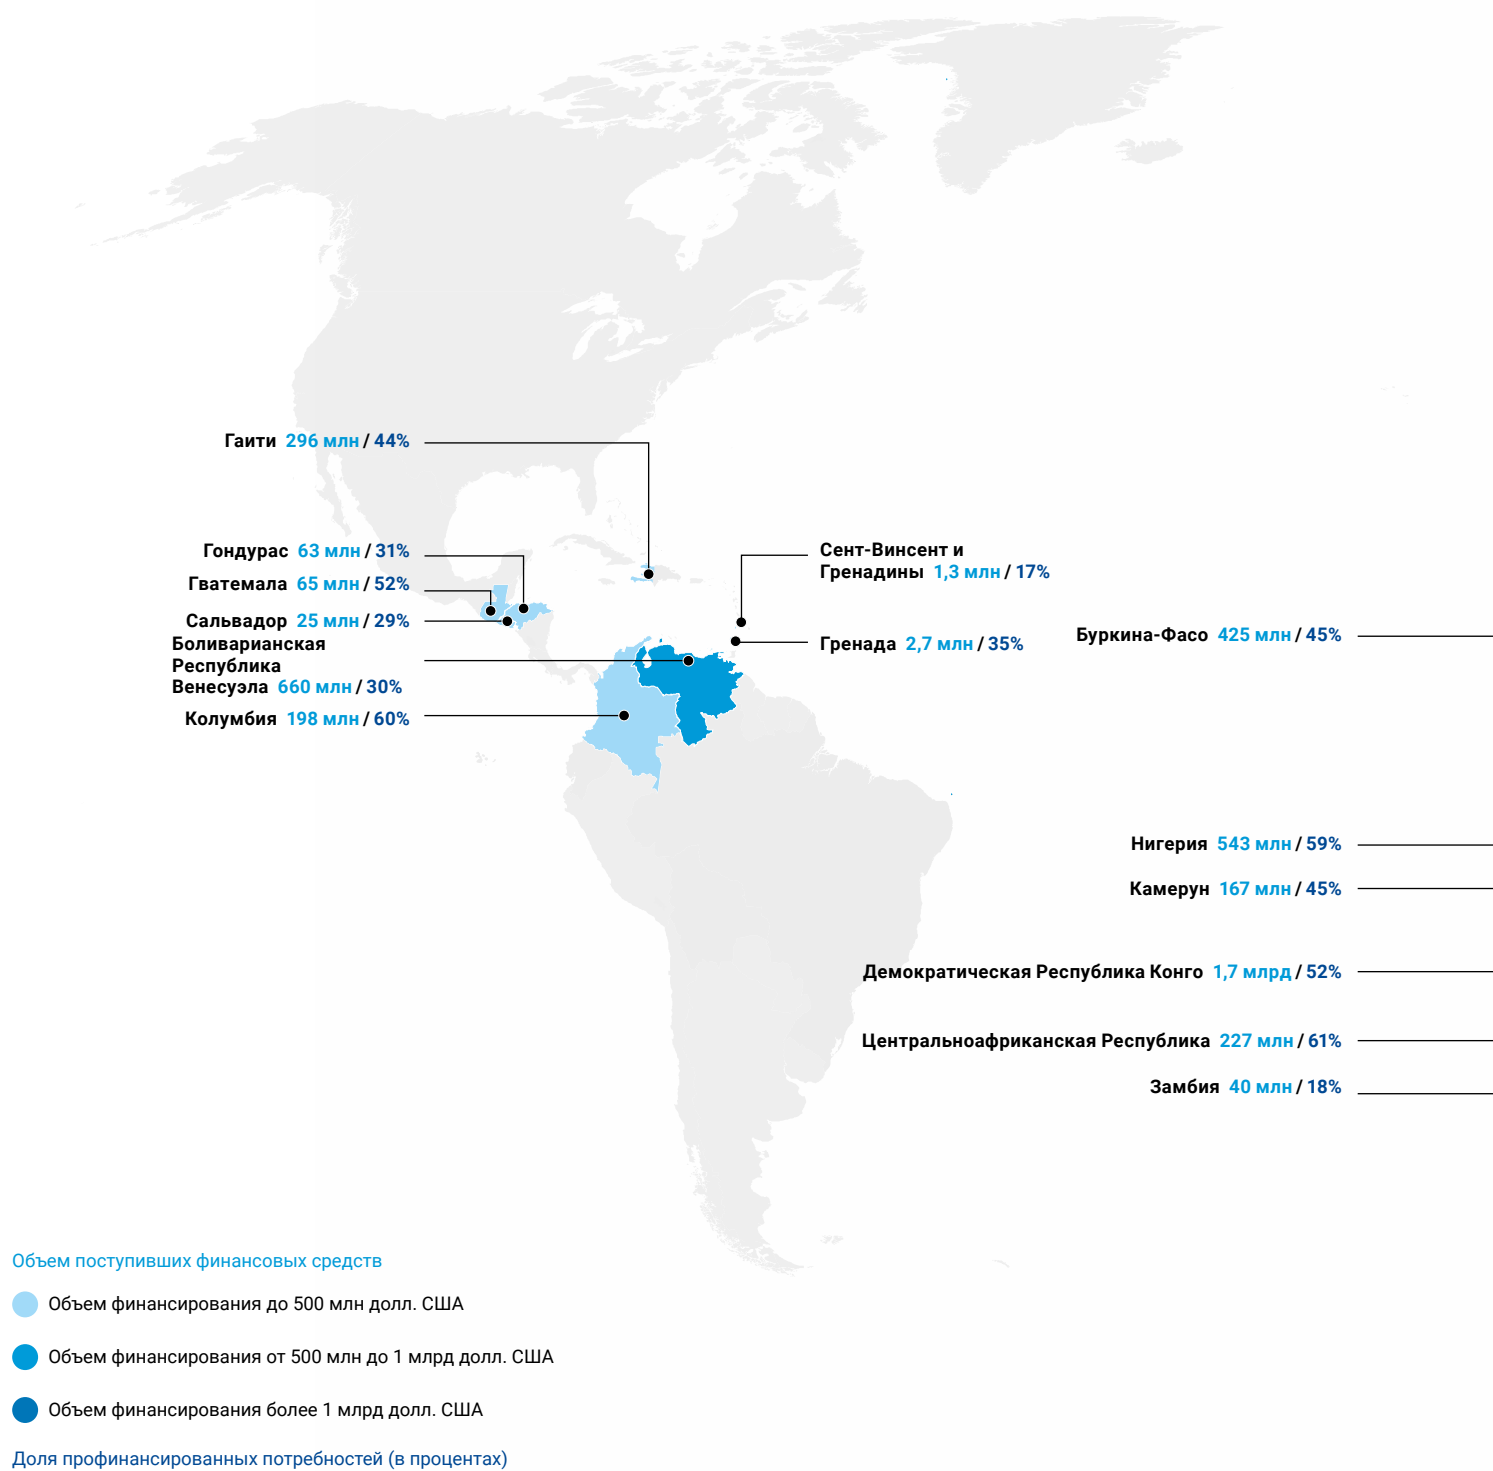 Гаити 296 млн / 44%
Гондурас 63 млн / 31%
Гватемала 65 млн / 52%
Сальвадор 25 млн / 29%
Боливарианская
Республика
Венесуэла 660 млн / 30%
Колумбия 198 млн / 60%
Сент-Винсент и
Гренадины 1,3 млн / 17%
Гренада 2,7 млн / 35%
Буркина-Фасо 425 млн / 45%
Нигерия 543 млн / 59%
Камерун 167 млн / 45%
Демократическая Республика Конго 1,7 млрд / 52%
Центральноафриканская Республика 227 млн / 61%
Замбия 40 млн / 18%
Объем поступивших финансовых средств
Объем финансирования до 500 млн долл. США
Объем финансирования от 500 млн до 1 млрд долл. США
Объем финансирования более 1 млрд долл. США
Доля профинансированных потребностей (в процентах)